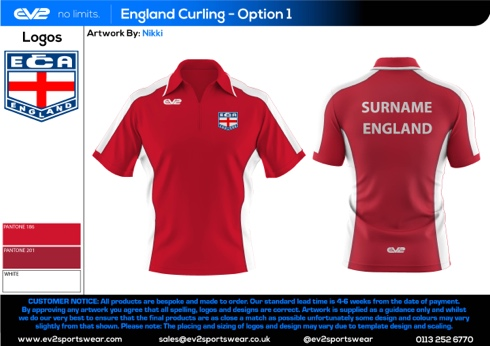 EV2 no limits. England Curling - Option 1
Logos
Artwork By: Nikki
ECA
ENGLAND
EV2
SURNAME
ENGLAND
EV2
PANTONE 186
PANTONE 201
WHITE
CUSTOMER NOTICE: All products are bespoke and made to order. Our standard lead time is 4-6 weeks from the date of payment.
By approving any artwork you agree that all spelling, logos and designs are correct. Artwork is supplied as a guidance only and whilst
we do our very best to ensure that the final products are as close a match as possible unfortunately some design and colours may vary
slightly from that shown. Please note: The placing and sizing of logos and design may vary due to template design and scaling.
www.ev2sportswear.com sales@ev2sportswear.co.uk @ev2sportswear 0113 252 6770